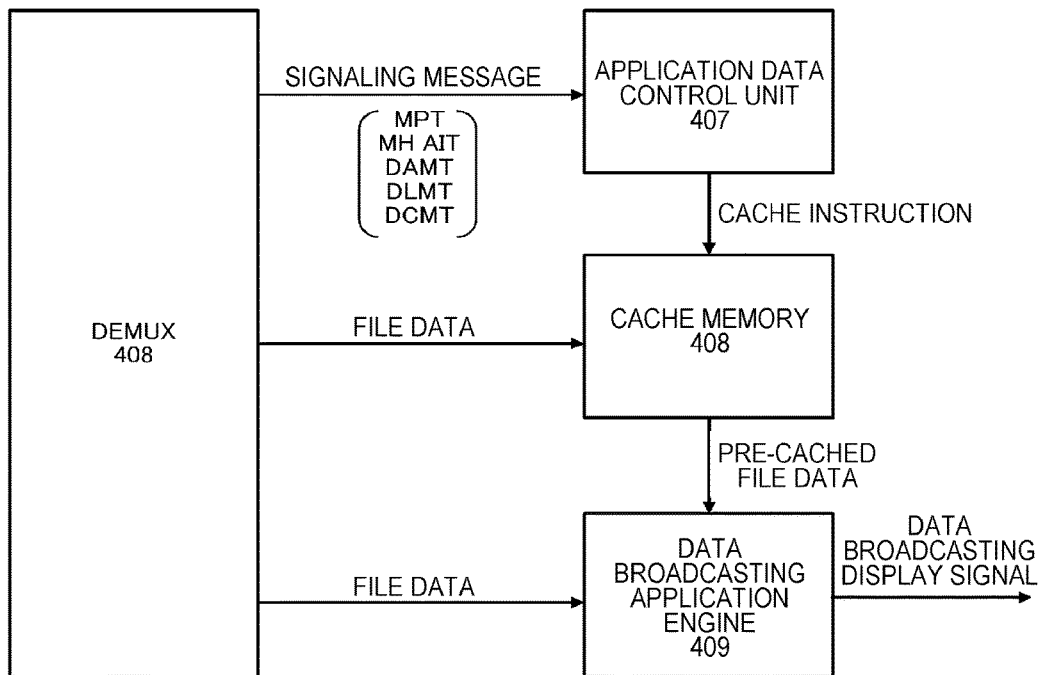 SIGNALING MESSAGE
MPT
MH AIT
DAMT
DLMT
DCMT
APPLICATION DATA
CONTROL UNIT
407
CACHE INSTRUCTION
DEMUX
408
FILE DATA
CACHE MEMORY
408
PRE-CACHED
FILE DATA
FILE DATA
DATA
BROADCASTING
APPLICATION
ENGINE
409
DATA
BROADCASTING
DISPLAY SIGNAL